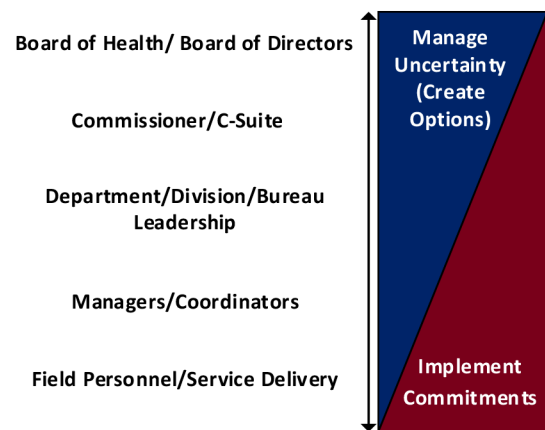 Board of Health/ Board of Directors
Manage
Uncertainty
(Create
Options)
Commissioner/C-Suite
Department/Division/Bureau
Leadership
Managers/Coordinators
Field Personnel/Service Delivery
Implement
Commitments